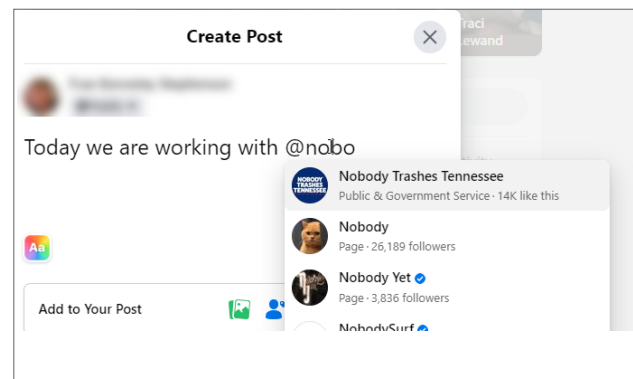 Create Post
Traci
Today we are working with @nobo
NOBODY
TRASHES
TENNESSEE
Nobody Trashes Tennessee
Public & Government Service · 14K like this
Nobody
Page · 26,189 followers
Aa
Nobody Yet
Page · 3,836 followers
Add to Your Post
NobodySurf